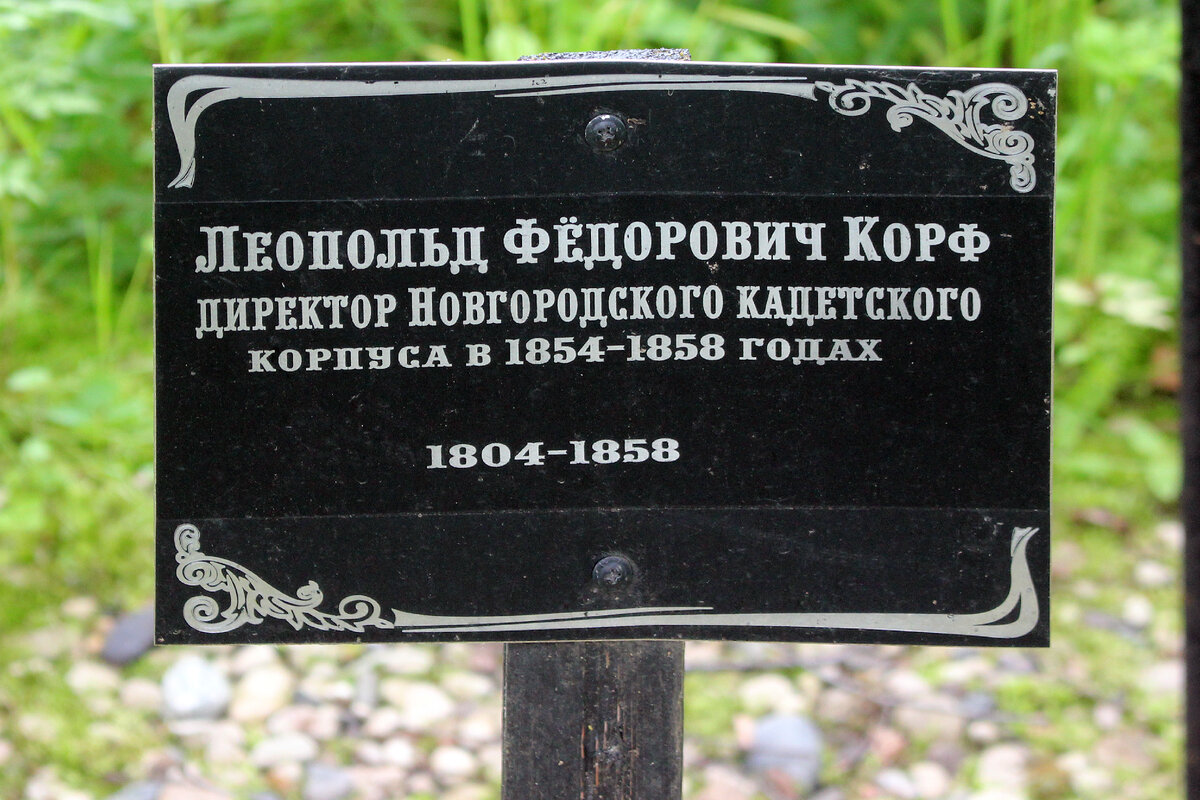 Леопольд Фёдорович Корф
директор Новгородского кадетского
корпуса в 1854-1858 годах
1804-1858